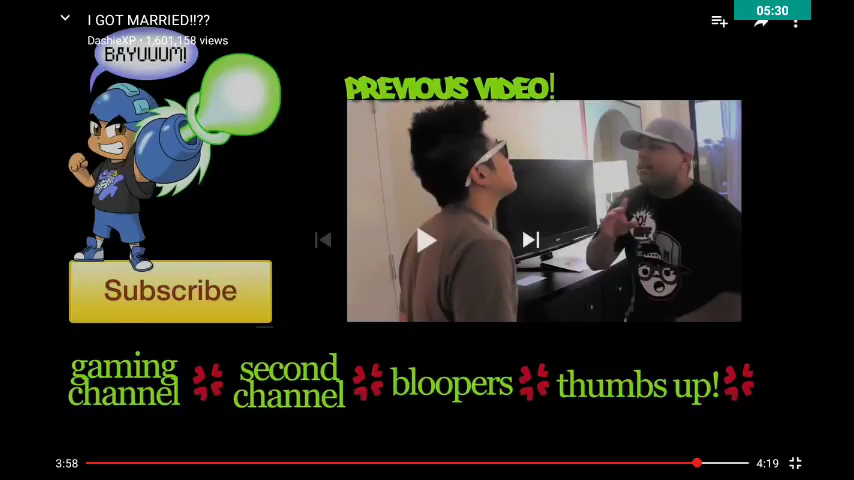 05:30
I GOT MARRIED!!??
DashieXP • 1,601,158 views
BAYUUUM!
PREVIOUS VIDEO!
Subscribe
gaming
channel
second
channel
bloopers
thumbs up!
3:58
4:19